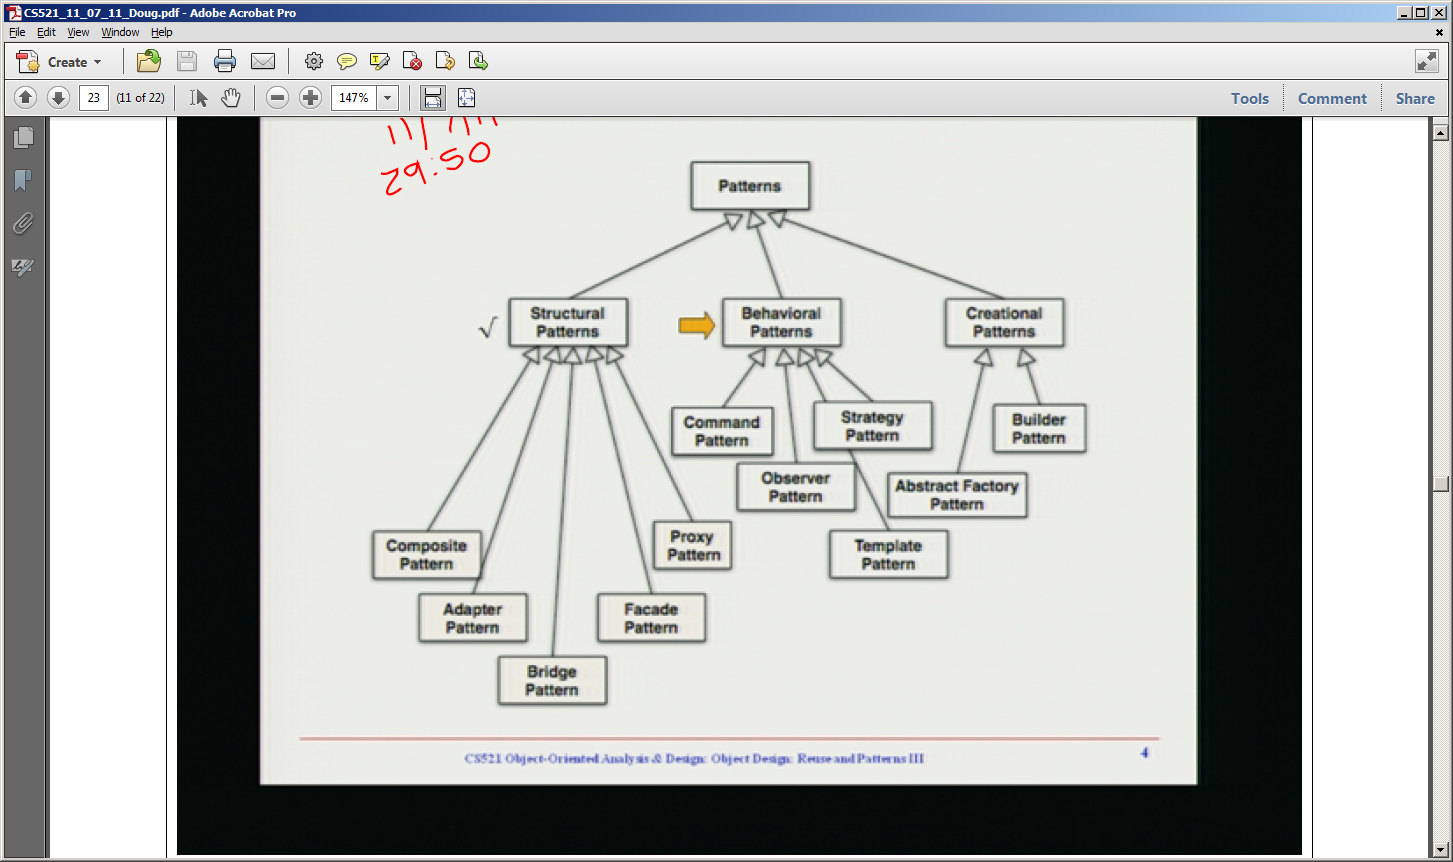 CS521_11_07_11_Doug.pdf - Adobe Acrobat Pro
File Edit View Window Help
Create
23 (11 of 22) 147% Tools Comment Share
29:50
Patterns
Structural
Patterns
Behavioral
Patterns
Creational
Patterns
Command
Pattern
Strategy
Pattern
Builder
Pattern
Observer
Pattern
Abstract Factory
Pattern
Composite
Pattern
Proxy
Pattern
Template
Pattern
Adapter
Pattern
Facade
Pattern
Bridge
Pattern
CS521 Object-Oriented Analysis & Design: Object Design: Reuse and Patterns III
4